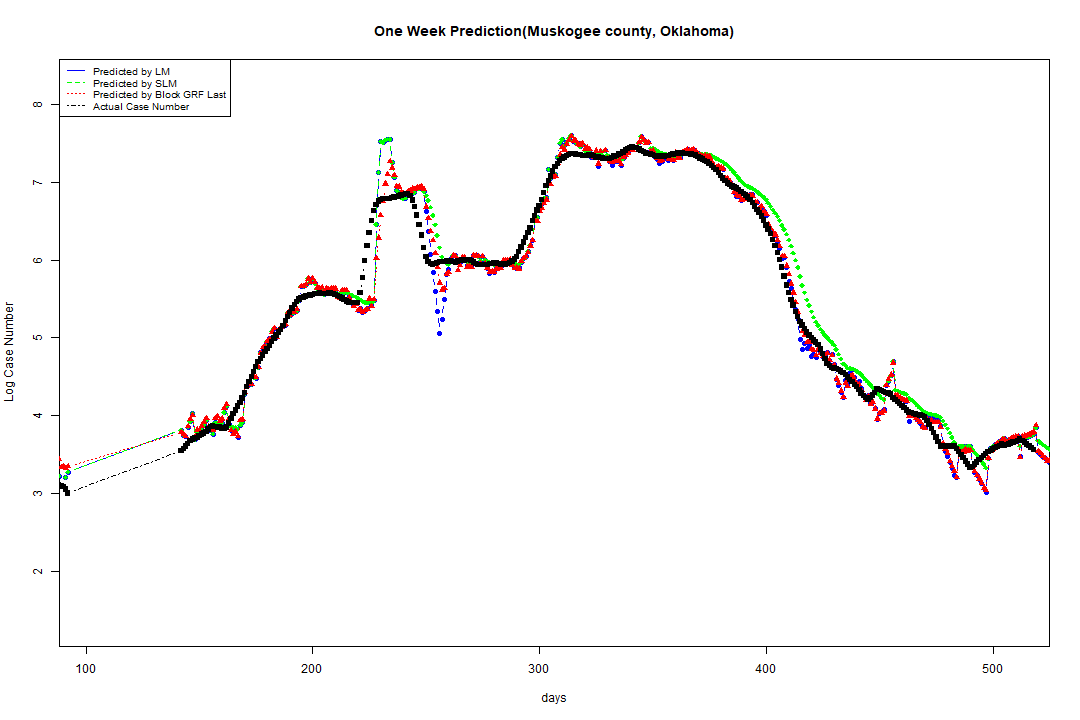 One Week Prediction(Muskogee county, Oklahoma)
Predicted by LM
Predicted by SLM
Predicted by Block GRF Last
Actual Case Number
8
7
6
5
4
3
2
Log Case Number
100 200 300 400 500
days